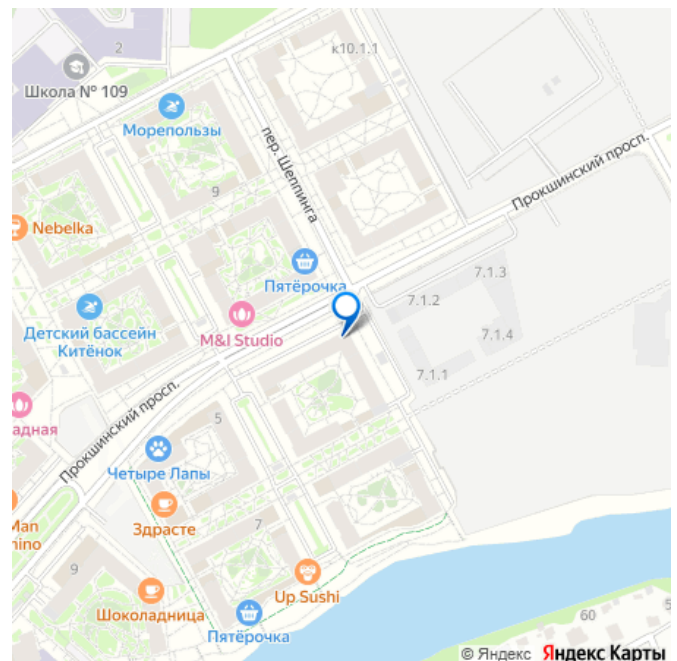 2
к10.1.1
Школа № 109
Морепользы
пер. Шеппинга
Прокшинский просп.
9
Nebelka
Пятёрочка
7.1.3
7.1.2
Детский бассейн
Китёнок
M&I Studio
7.1.4
7.1.1
адная
Прокшинский просп.
5
Четыре Лапы
Man
nino
Здрасте
7
9
Up Sushi
Шоколадница
Пятёрочка
60
5
© Яндекс Яндекс Карты